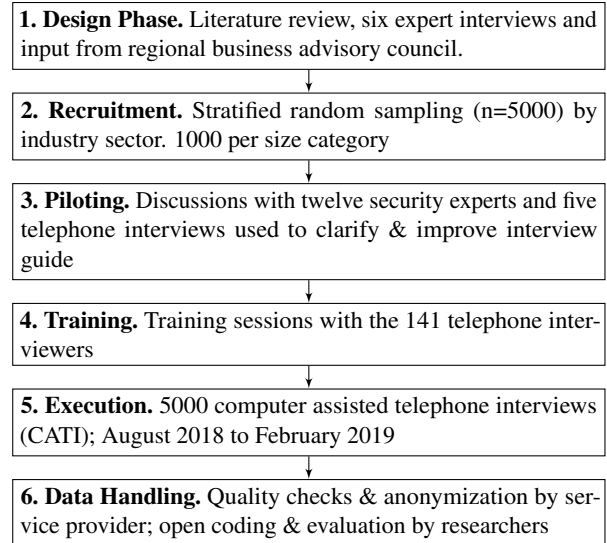 1. Design Phase. Literature review, six expert interviews and
input from regional business advisory council.
2. Recruitment. Stratified random sampling (n=5000) by
industry sector. 1000 per size category
3. Piloting. Discussions with twelve security experts and five
telephone interviews used to clarify & improve interview
guide
4. Training. Training sessions with the 141 telephone inter-
viewers
5. Execution. 5000 computer assisted telephone interviews
(CATI); August 2018 to February 2019
6. Data Handling. Quality checks & anonymization by ser-
vice provider; open coding & evaluation by researchers